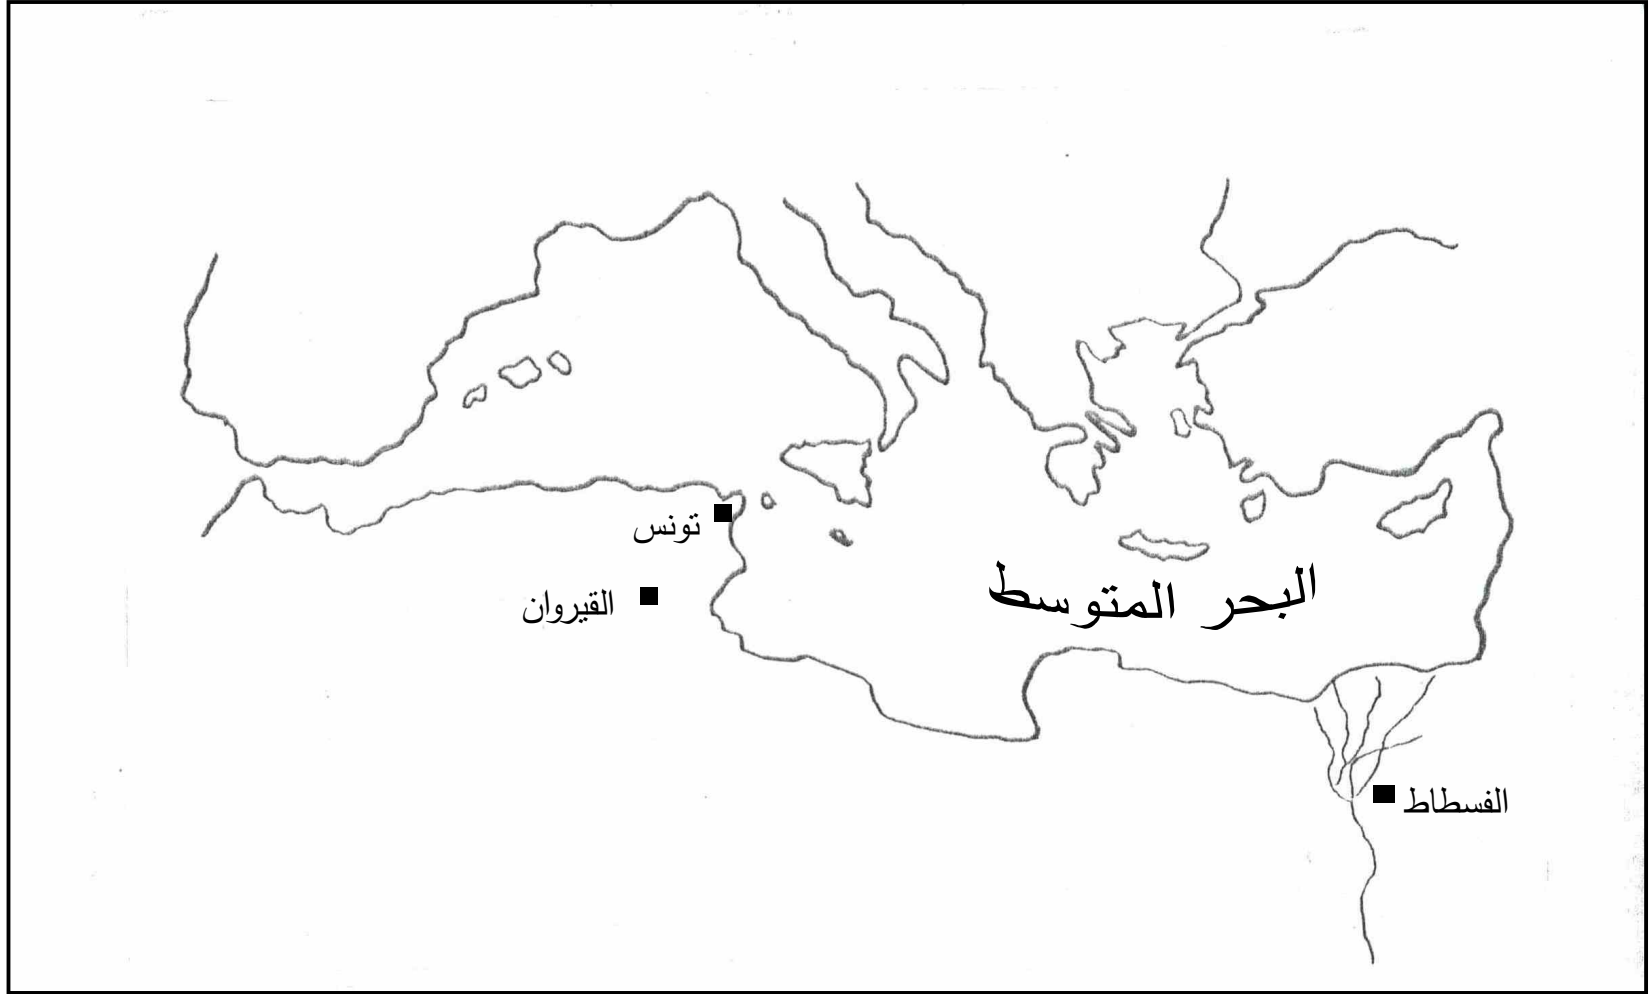 تونس
القيروان
البحر المتوسط
الفسطاط